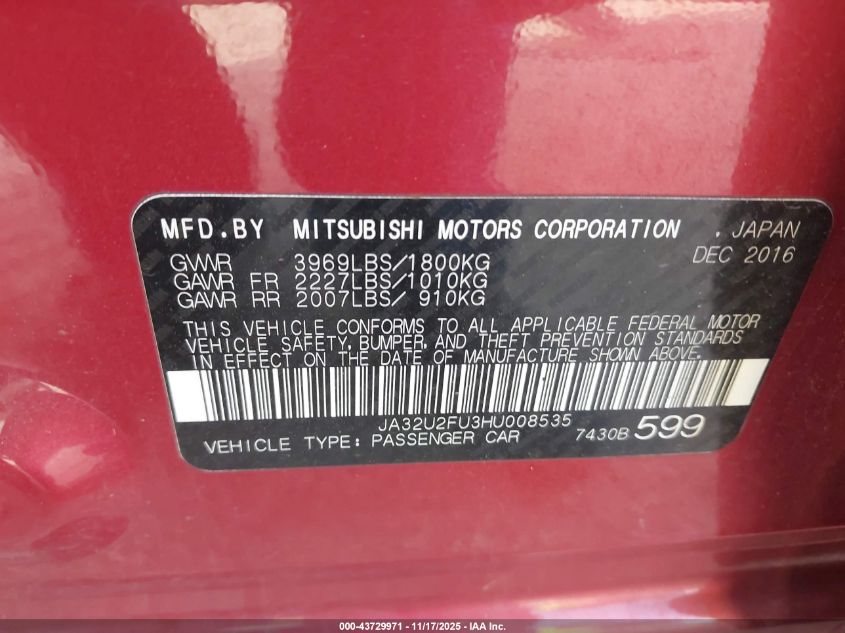 MFD.BY MITSUBISHI MOTORS CORPORATION . JAPAN
DEC 2016
GVWR 3969LBS/1800KG
GAWR FR 2227LBS/1010KG
GAWR RR 2007LBS/ 910KG
THIS VEHICLE CONFORMS TO ALL APPLICABLE FEDERAL MOTOR
VEHICLE SAFETY, BUMPER, AND THEFT PREVENTION STANDARDS
IN EFFECT ON THE DATE OF MANUFACTURE SHOWN ABOVE.
JA32U2FU3HU008535
VEHICLE TYPE: PASSENGER CAR 7430B 599
000-43729971 - 11/17/2025 - IAA Inc.